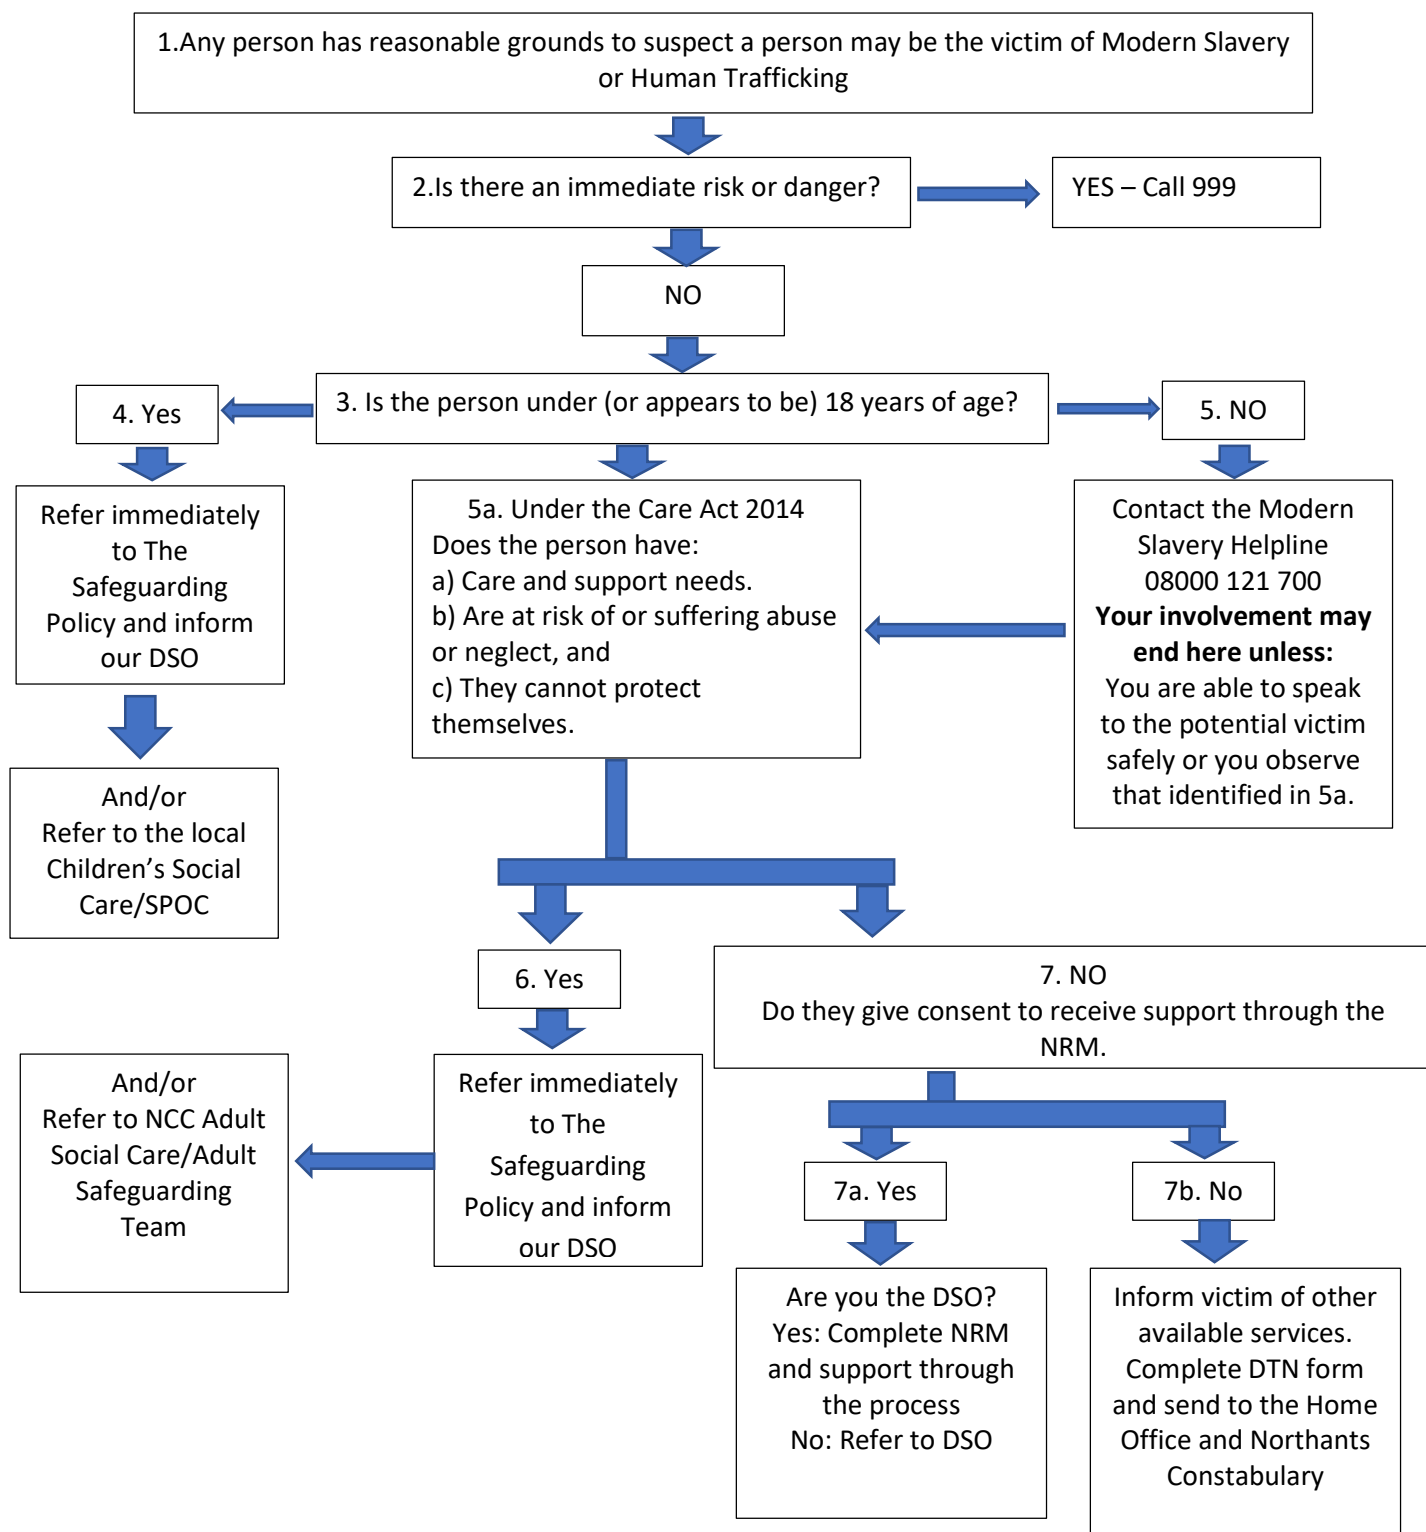 1.Any person has reasonable grounds to suspect a person may be the victim of Modern Slavery
or Human Trafficking
2.Is there an immediate risk or danger?
YES – Call 999
NO
3. Is the person under (or appears to be) 18 years of age?
4. Yes
5. NO
Refer immediately
to The
Safeguarding
Policy and inform
our DSO
And/or
Refer to the local
Children’s Social
Care/SPOC
5a. Under the Care Act 2014
Does the person have:
a) Care and support needs.
b) Are at risk of or suffering abuse
or neglect, and
c) They cannot protect
themselves.
Contact the Modern
Slavery Helpline
08000 121 700
Your involvement may
end here unless:
You are able to speak
to the potential victim
safely or you observe
that identified in 5a.
6. Yes
Refer immediately
to The
Safeguarding
Policy and inform
our DSO
And/or
Refer to NCC Adult
Social Care/Adult
Safeguarding
Team
7. NO
Do they give consent to receive support through the
NRM.
7a. Yes
7b. No
Are you the DSO?
Yes: Complete NRM
and support through
the process
No: Refer to DSO
Inform victim of other
available services.
Complete DTN form
and send to the Home
Office and Northants
Constabulary